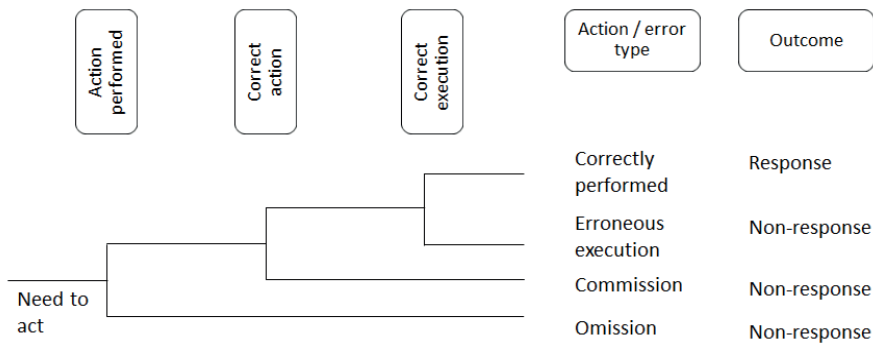 Action
performed
Correct
action
Correct
execution
Action / error
type
Outcome
Correctly
performed
Response
Erroneous
execution
Non-response
Commission
Non-response
Omission
Non-response
Need to
act